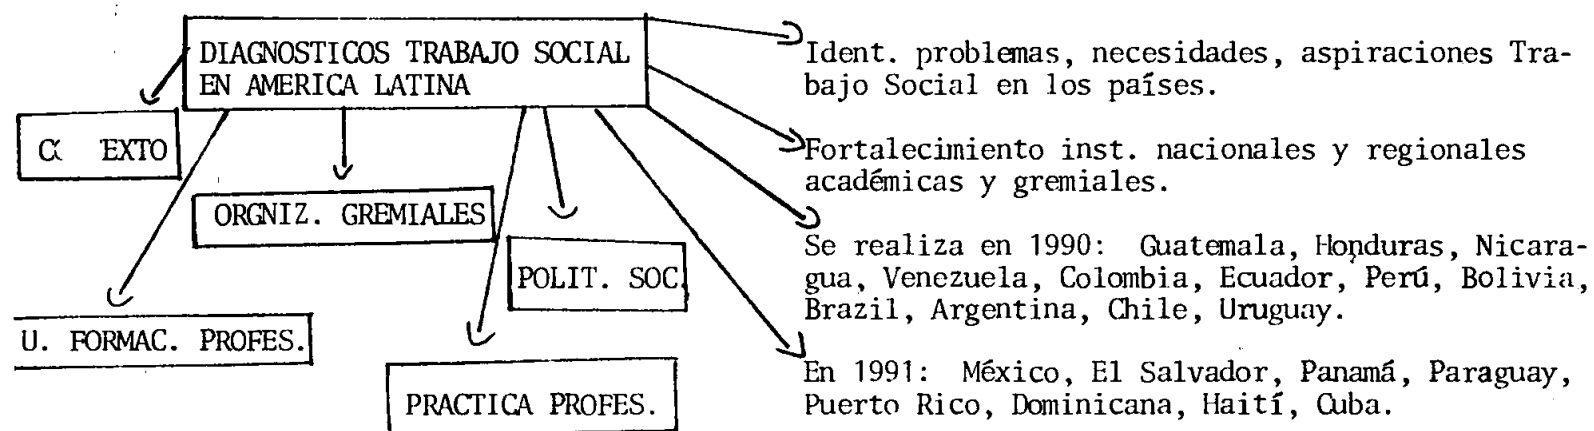 DIAGNOSTICOS TRABAJO SOCIAL
EN AMERICA LATINA
Ident. problemas, necesidades, aspiraciones Tra-
bajo Social en los países.
EXTO
Fortalecimiento inst. nacionales y regionales
académicas y gremiales.
ORGNIZ. GREMIALES
POLIT. SOC.
Se realiza en 1990: Guatemala, Honduras, Nicara-
gua, Venezuela, Colombia, Ecuador, Perú, Bolivia,
Brazil, Argentina, Chile, Uruguay.
U. FORMAC. PROFES.
PRACTICA PROFES.
En 1991: México, El Salvador, Panamá, Paraguay,
Puerto Rico, Dominicana, Haití, Cuba.